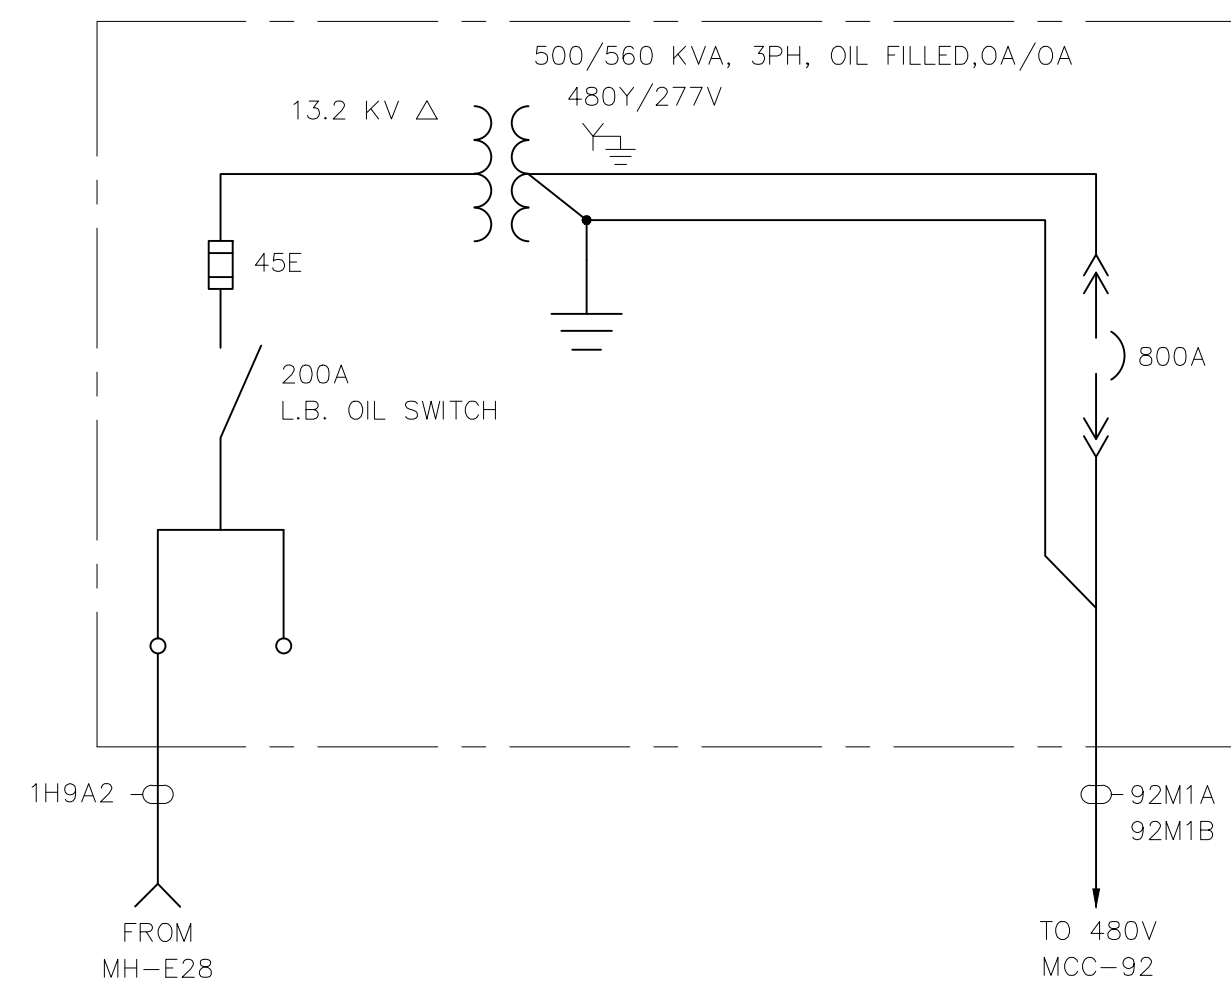 500/560 KVA, 3PH, OIL FILLED,OA/OA
480Y/277V
13.2 KV △
45E
200A
L.B. OIL SWITCH
800A
1H9A2
92M1A
92M1B
FROM
MH-E28
TO 480V
MCC-92